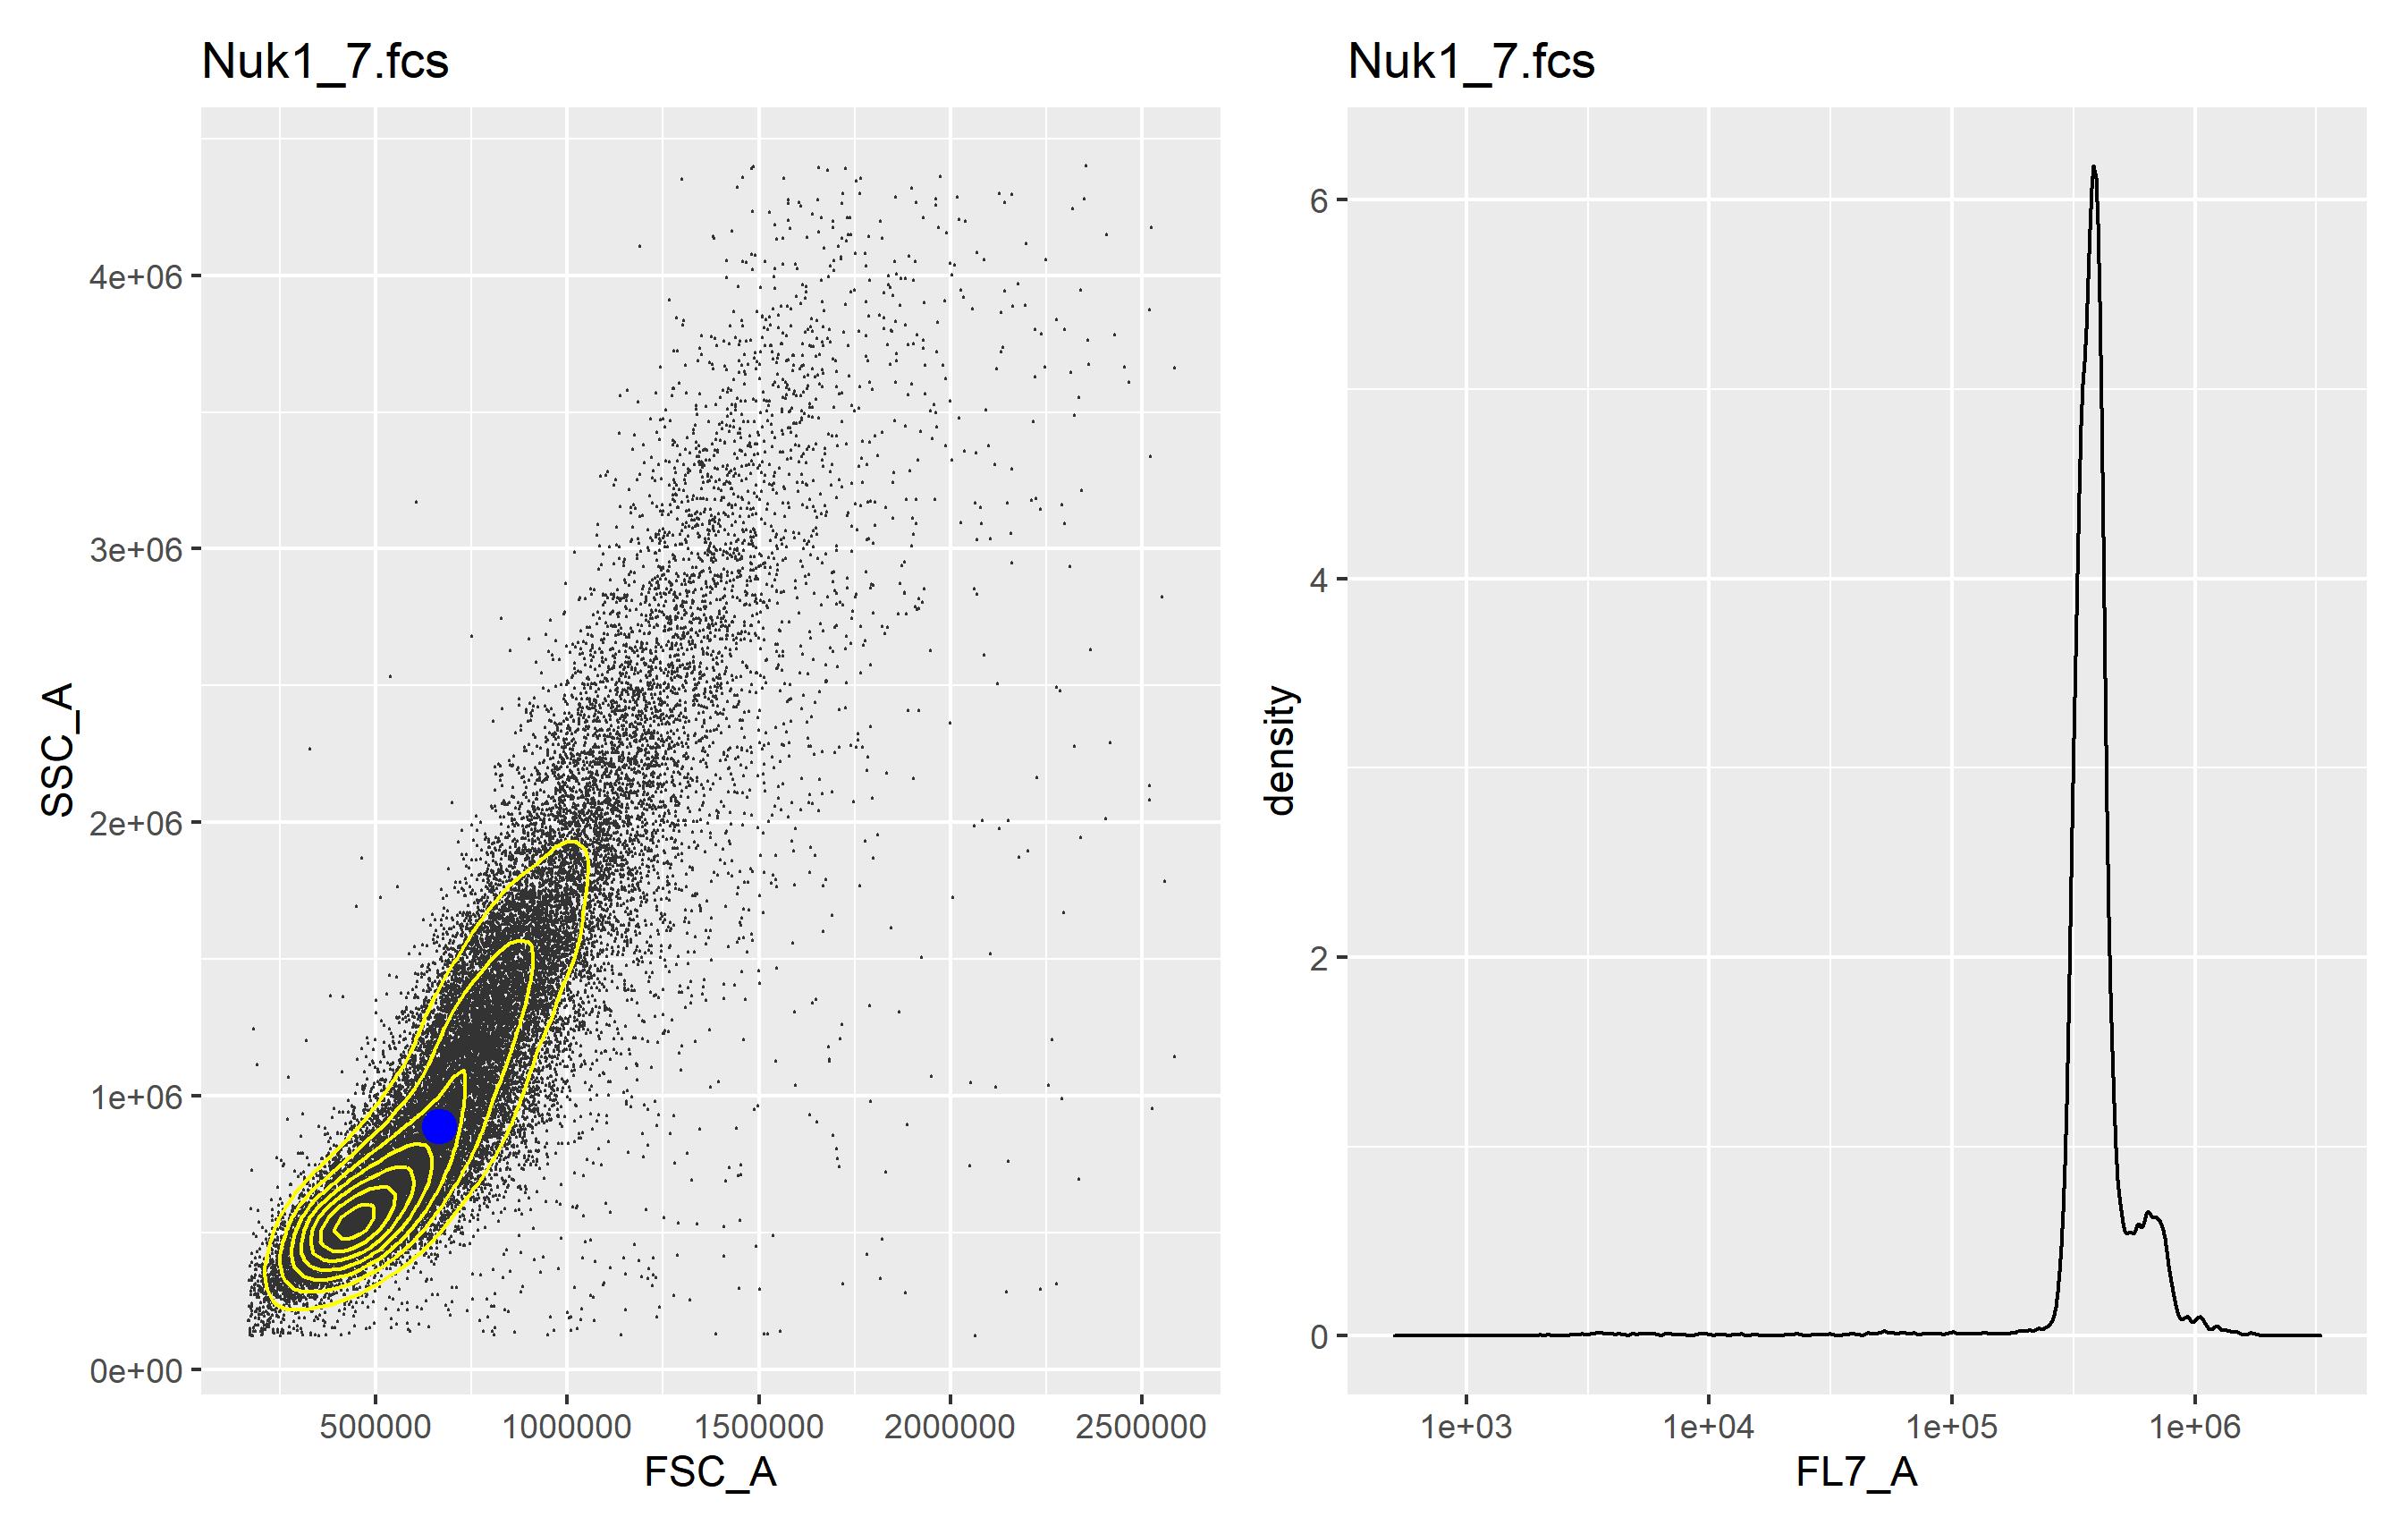 Nuk1_7.fcs
SSC_A
4e+06
3e+06
2e+06
1e+06
0e+00
500000 1000000 1500000 2000000 2500000
FSC_A
Nuk1_7.fcs
density
6
4
2
0
1e+03 1e+04 1e+05 1e+06
FL7_A